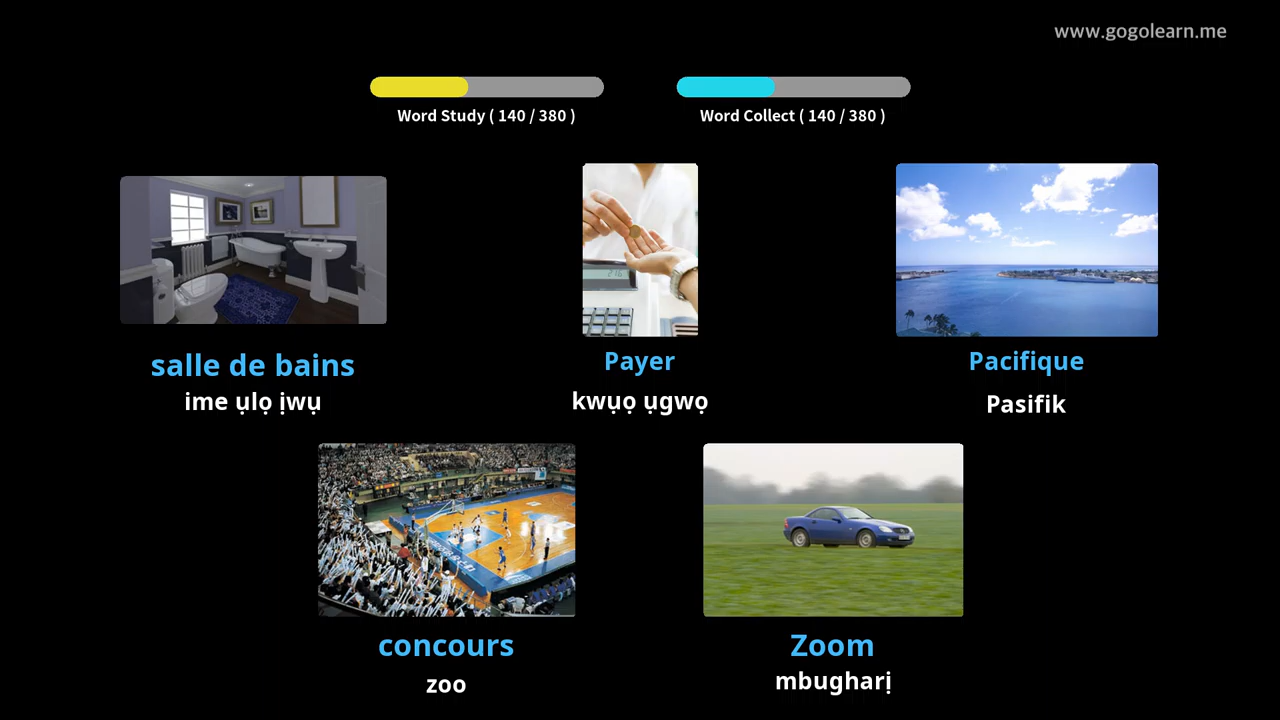 www.gogolearn.me
Word Study ( 140 / 380 )
Word Collect ( 140 / 380 )
salle de bains
ime ụlọ ịwụ
Payer
kwụọ ụgwọ
Pacifique
Pasifik
concours
zoo
Zoom
mbugharị